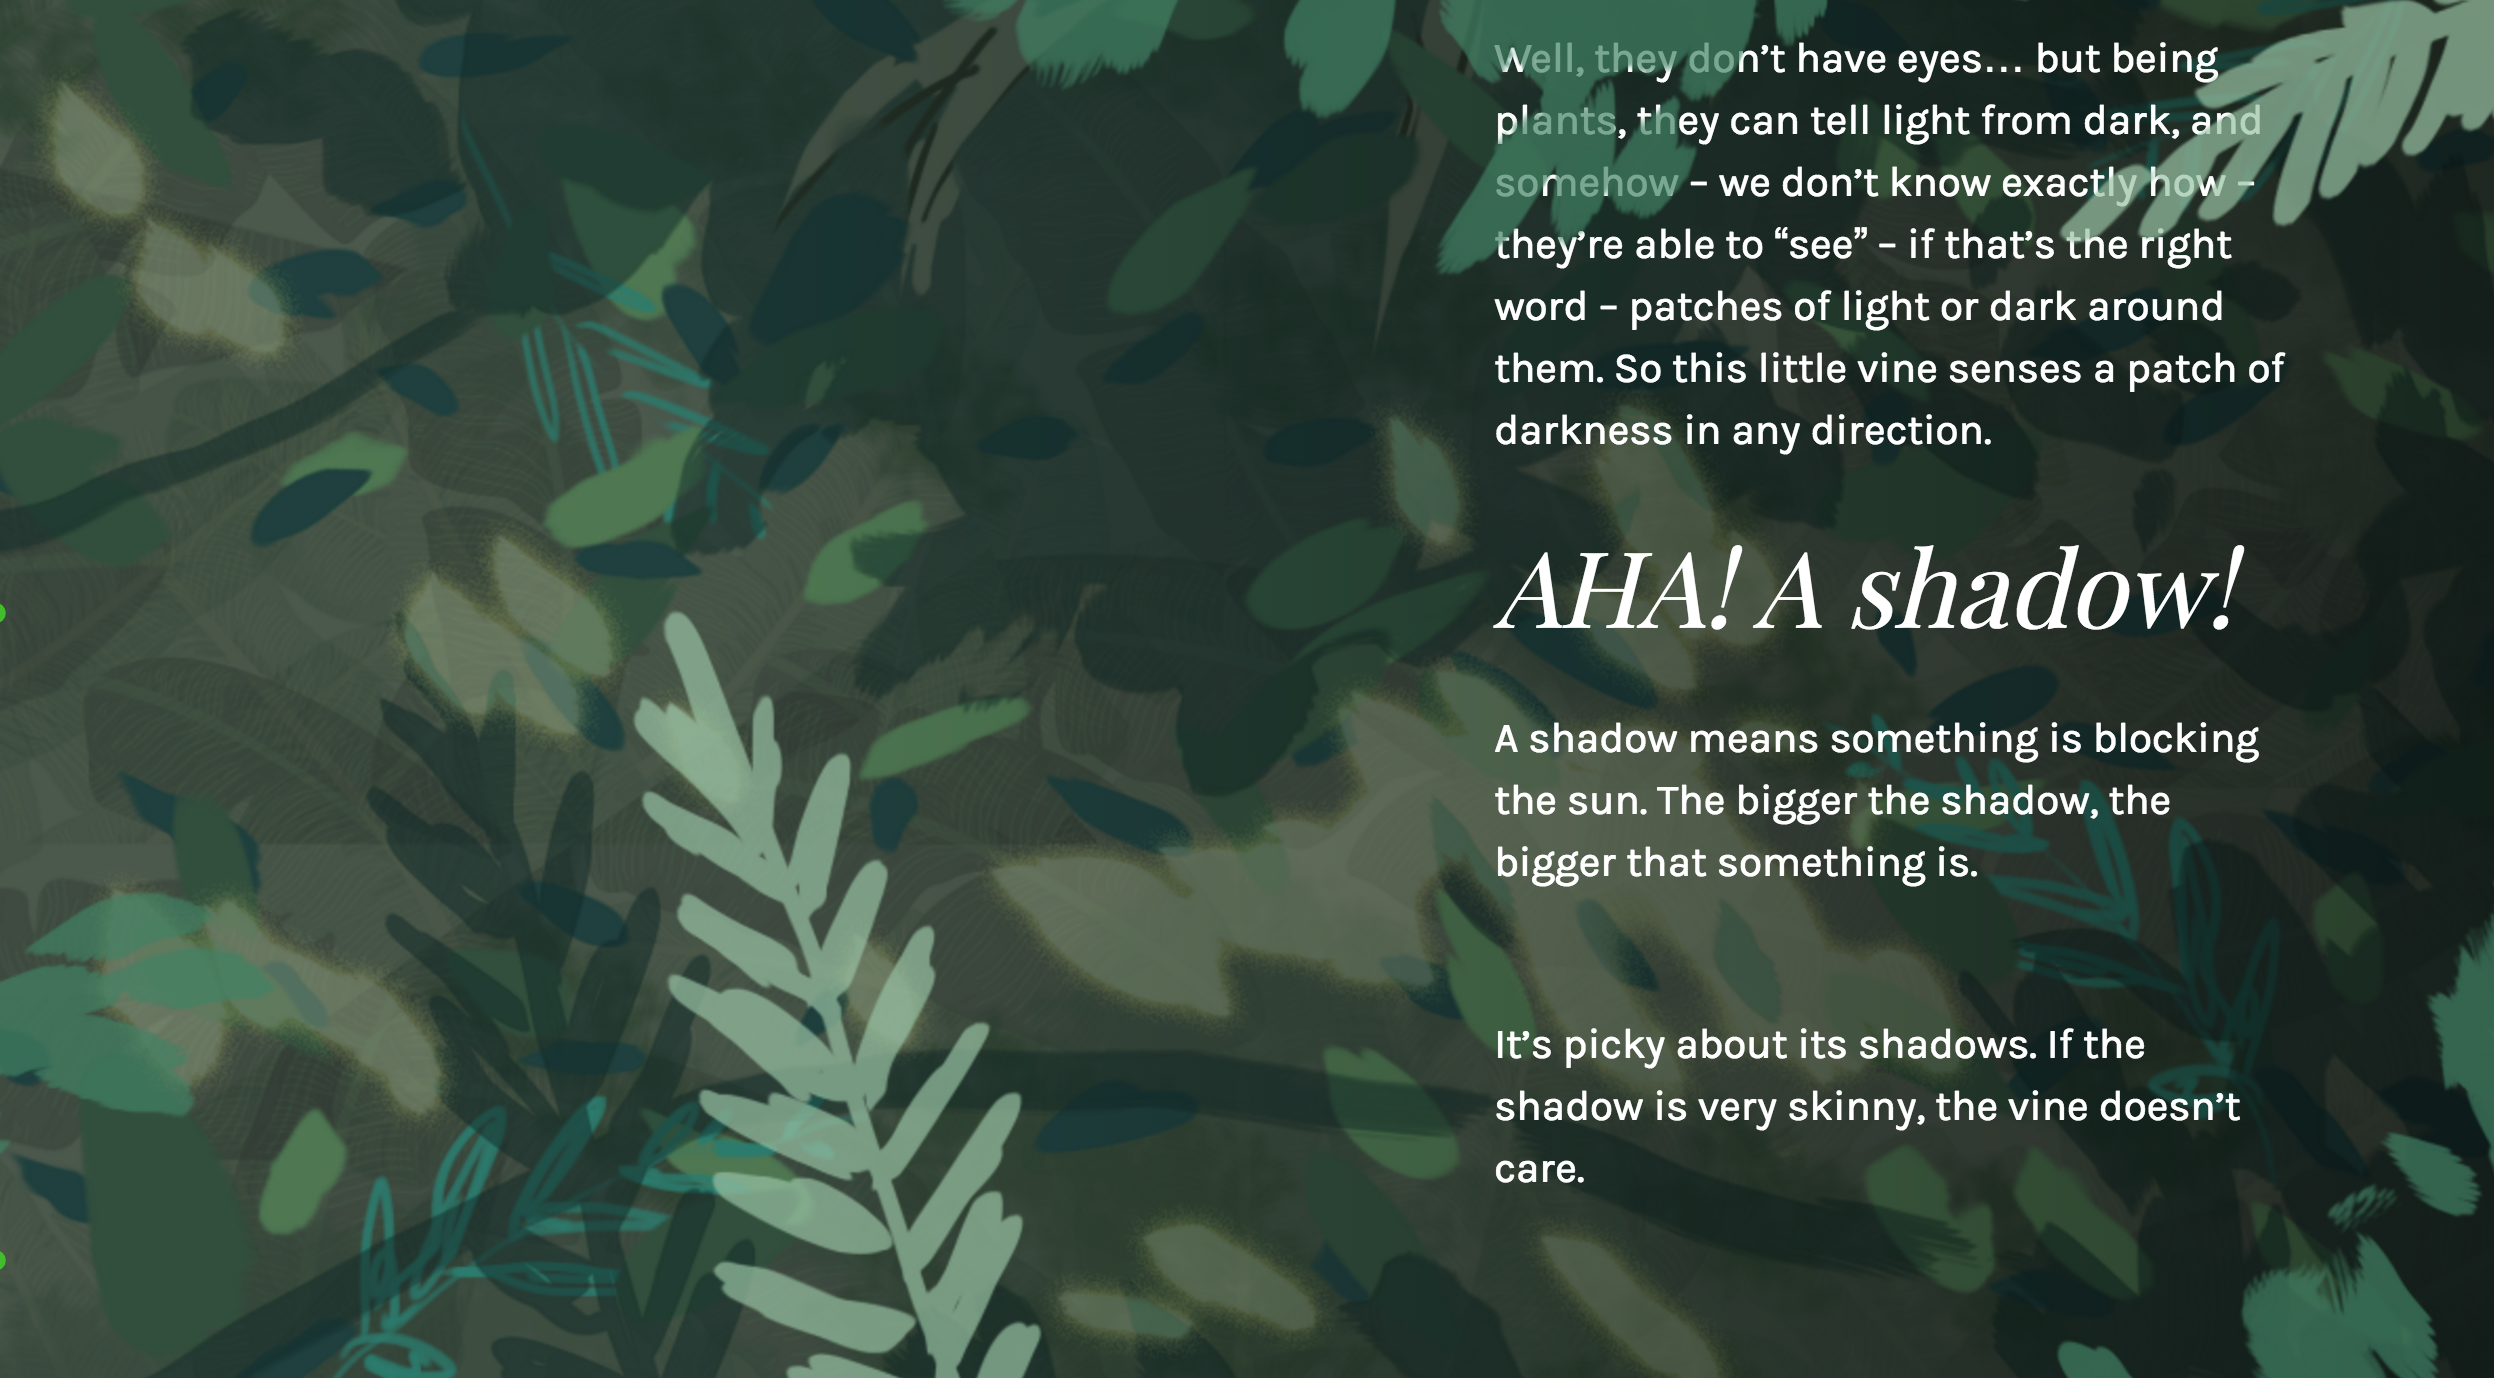 Well, they don’t have eyes… but being
plants, they can tell light from dark, and
somehow – we don’t know exactly how –
they’re able to “see” – if that’s the right
word – patches of light or dark around
them. So this little vine senses a patch of
darkness in any direction.
AHA! A shadow!
A shadow means something is blocking
the sun. The bigger the shadow, the
bigger that something is.
It’s picky about its shadows. If the
shadow is very skinny, the vine doesn’t
care.